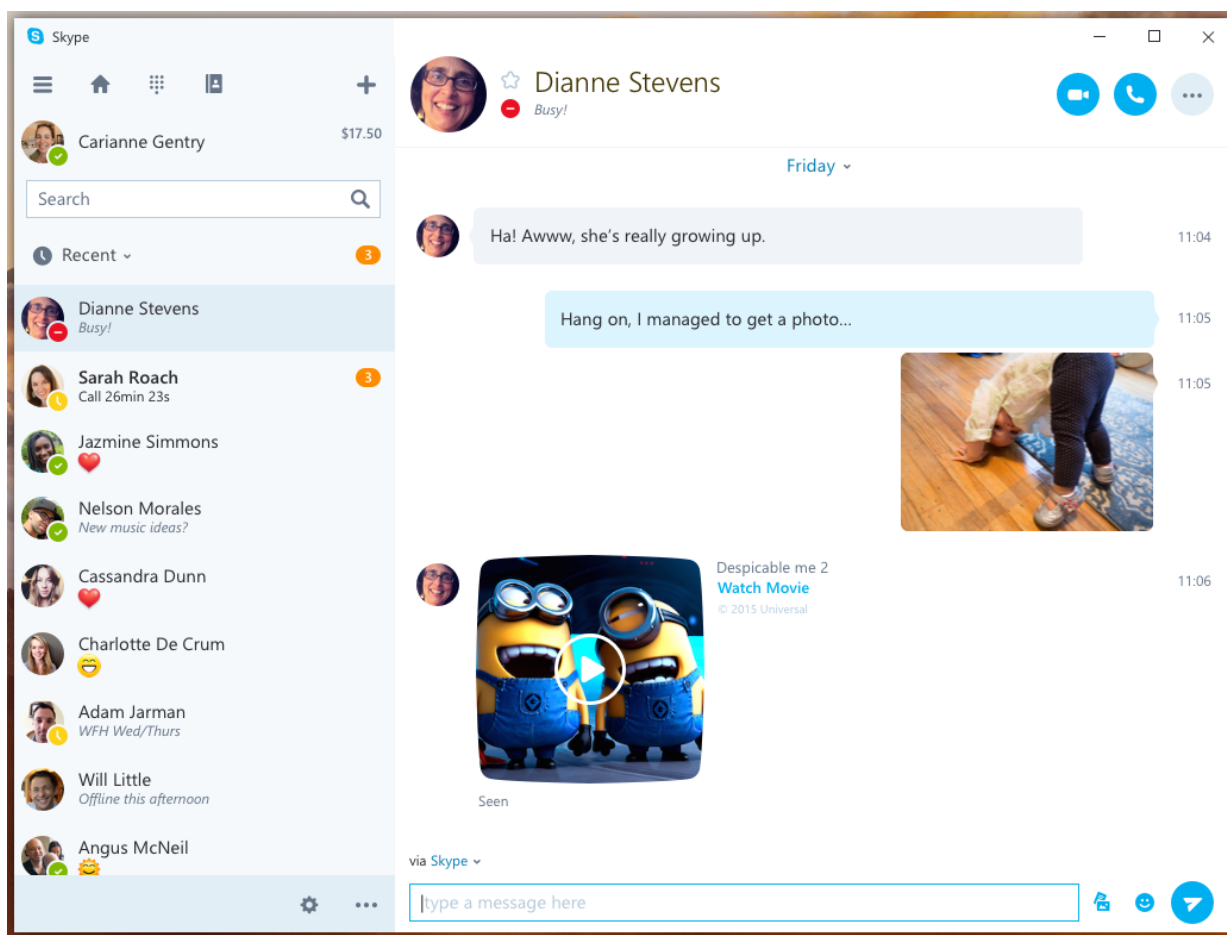 Skype
Carianne Gentry
$17.50
Search
Recent
3
Dianne Stevens
Busy!
Sarah Roach
3
Call 26min 23s
Jazmine Simmons
Nelson Morales
New music ideas?
Cassandra Dunn
Charlotte De Crum
Adam Jarman
WFH Wed/Thurs
Will Little
Offline this afternoon
Angus McNeil
Dianne Stevens
Busy!
Friday
Ha! Awww, she's really growing up.
11:04
Hang on, I managed to get a photo...
11:05
11:05
Despicable me 2
Watch Movie
© 2015 Universal
11:06
Seen
via Skype
type a message here